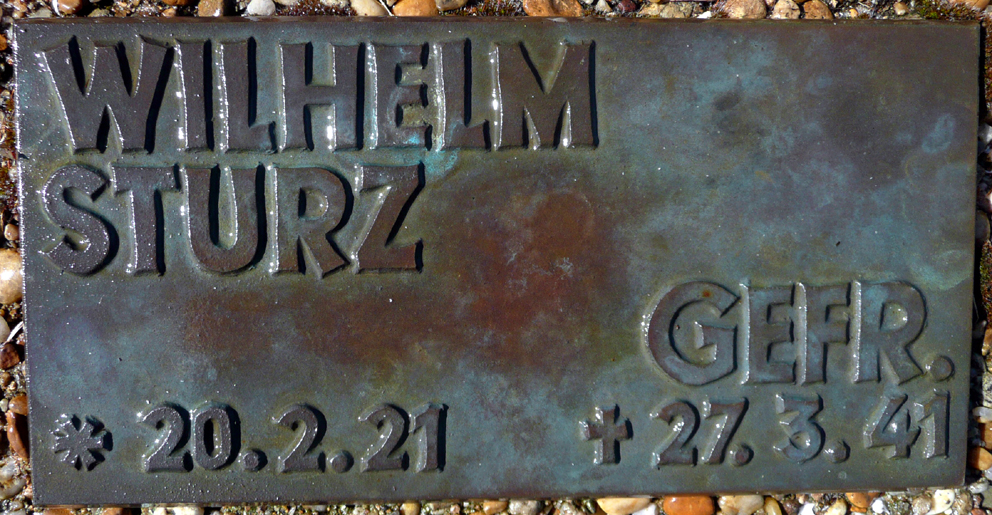 WILHELM
STURZ
GEFR.
* 20.2.21 † 27.3.41